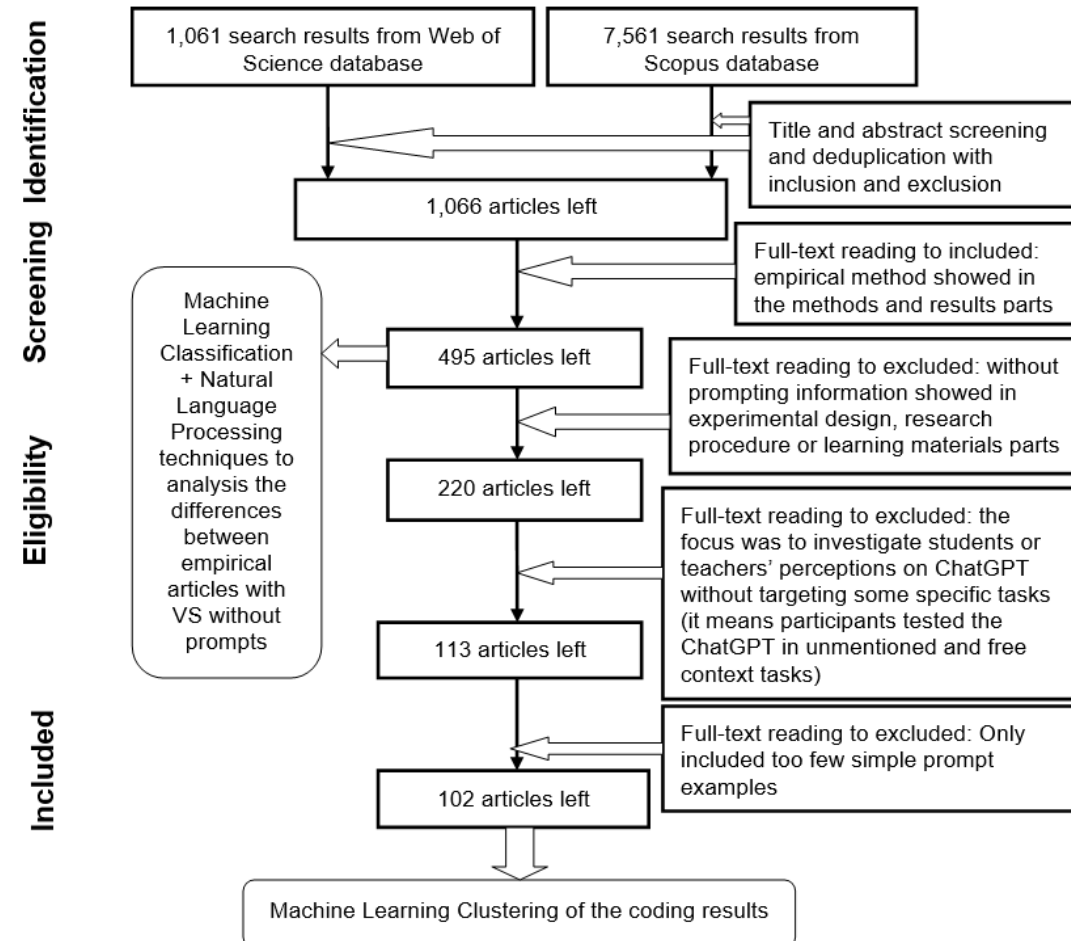 1,061 search results from Web of
Science database
7,561 search results from
Scopus database
Identification
Title and abstract screening
and deduplication with
inclusion and exclusion
1,066 articles left
Screening
Full-text reading to included:
empirical method showed in
the methods and results parts
Machine
Learning
Classification
+ Natural
Language
Processing
techniques to
analysis the
differences
between
empirical
articles with
VS without
prompts
495 articles left
Full-text reading to excluded: without
prompting information showed in
experimental design, research
procedure or learning materials parts
Eligibility
220 articles left
Full-text reading to excluded: the
focus was to investigate students or
teachers’ perceptions on ChatGPT
without targeting some specific tasks
(it means participants tested the
ChatGPT in unmentioned and free
context tasks)
113 articles left
Included
Full-text reading to excluded: Only
included too few simple prompt
examples
102 articles left
Machine Learning Clustering of the coding results